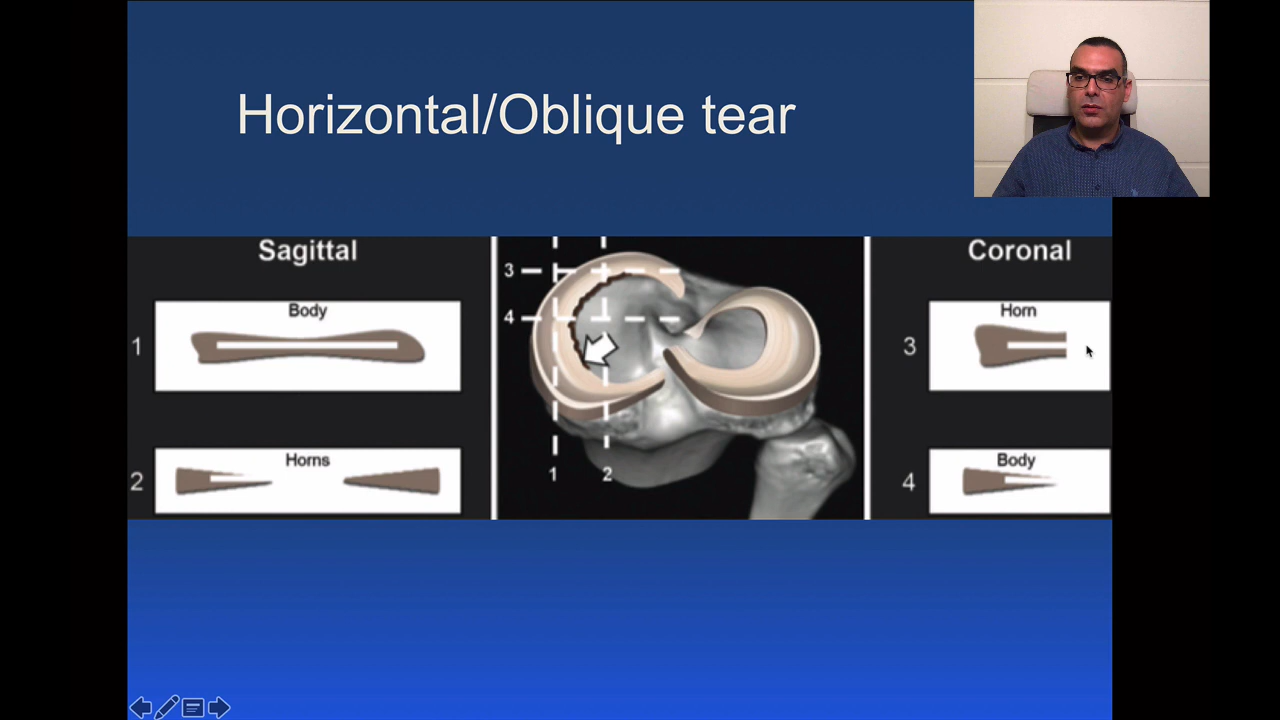 Horizontal/Oblique tear
Sagittal
Body
1
Horns
2
3
4
1
2
Coronal
Horn
3
Body
4